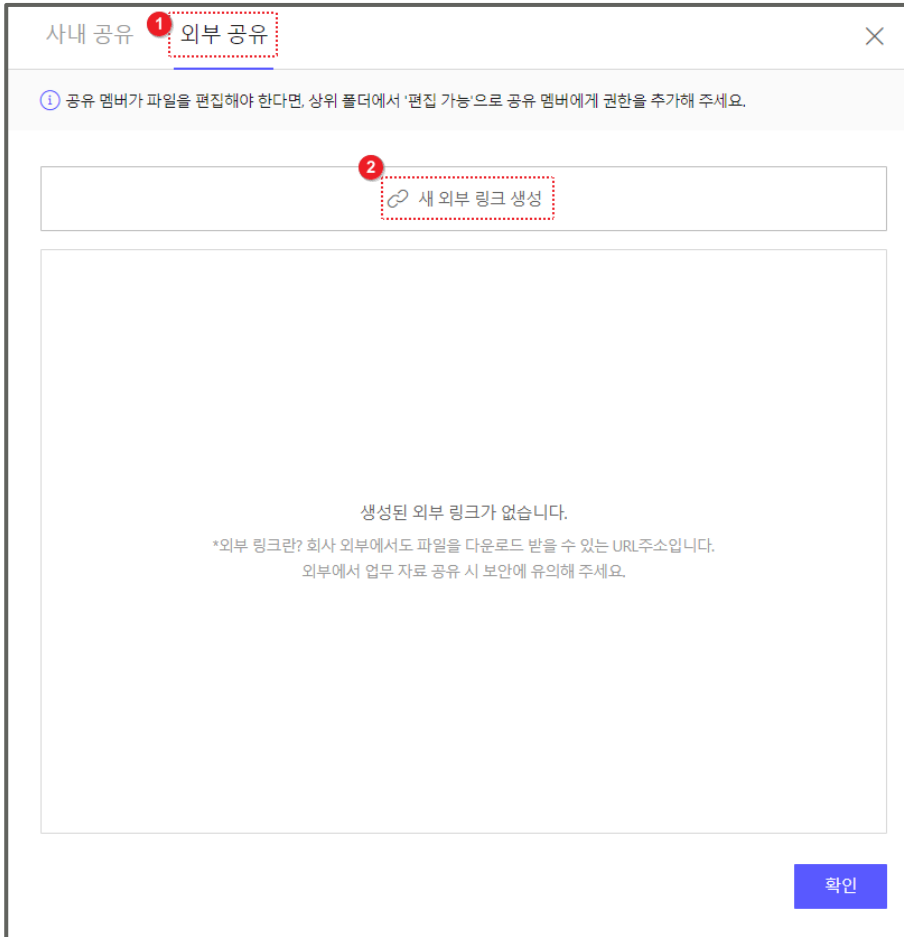 사내 공유 1 외부 공유
공유 멤버가 파일을 편집해야 한다면, 상위 폴더에서 '편집 가능'으로 공유 멤버에게 권한을 추가해 주세요.
2
새 외부 링크 생성
생성된 외부 링크가 없습니다.
*외부 링크란? 회사 외부에서도 파일을 다운로드 받을 수 있는 URL주소입니다.
외부에서 업무 자료 공유 시 보안에 유의해 주세요.
확인